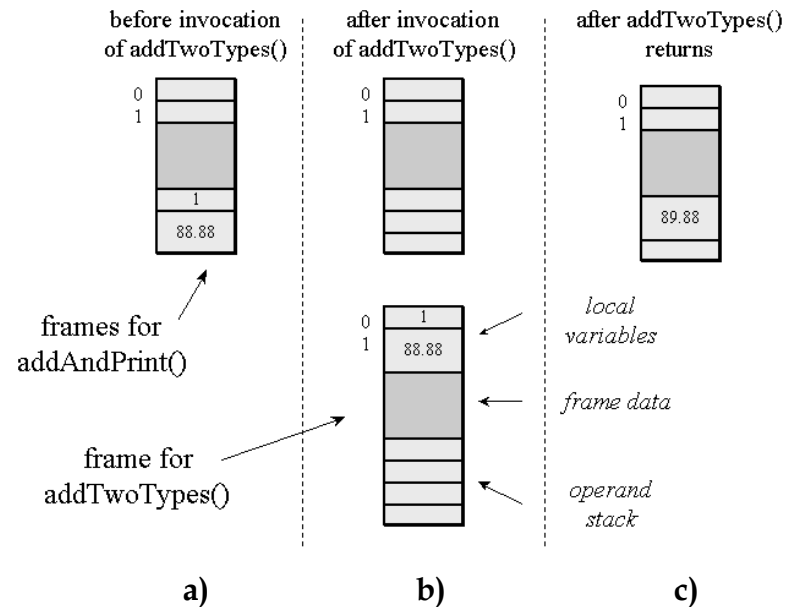 before invocation
of addTwoTypes()
0
1
1
88.88
frames for
addAndPrint()
frame for
addTwoTypes()
a)
after invocation
of addTwoTypes()
0
1
0
1
1
88.88
local
variables
frame data
operand
stack
b)
after addTwoTypes()
returns
0
1
89.88
c)